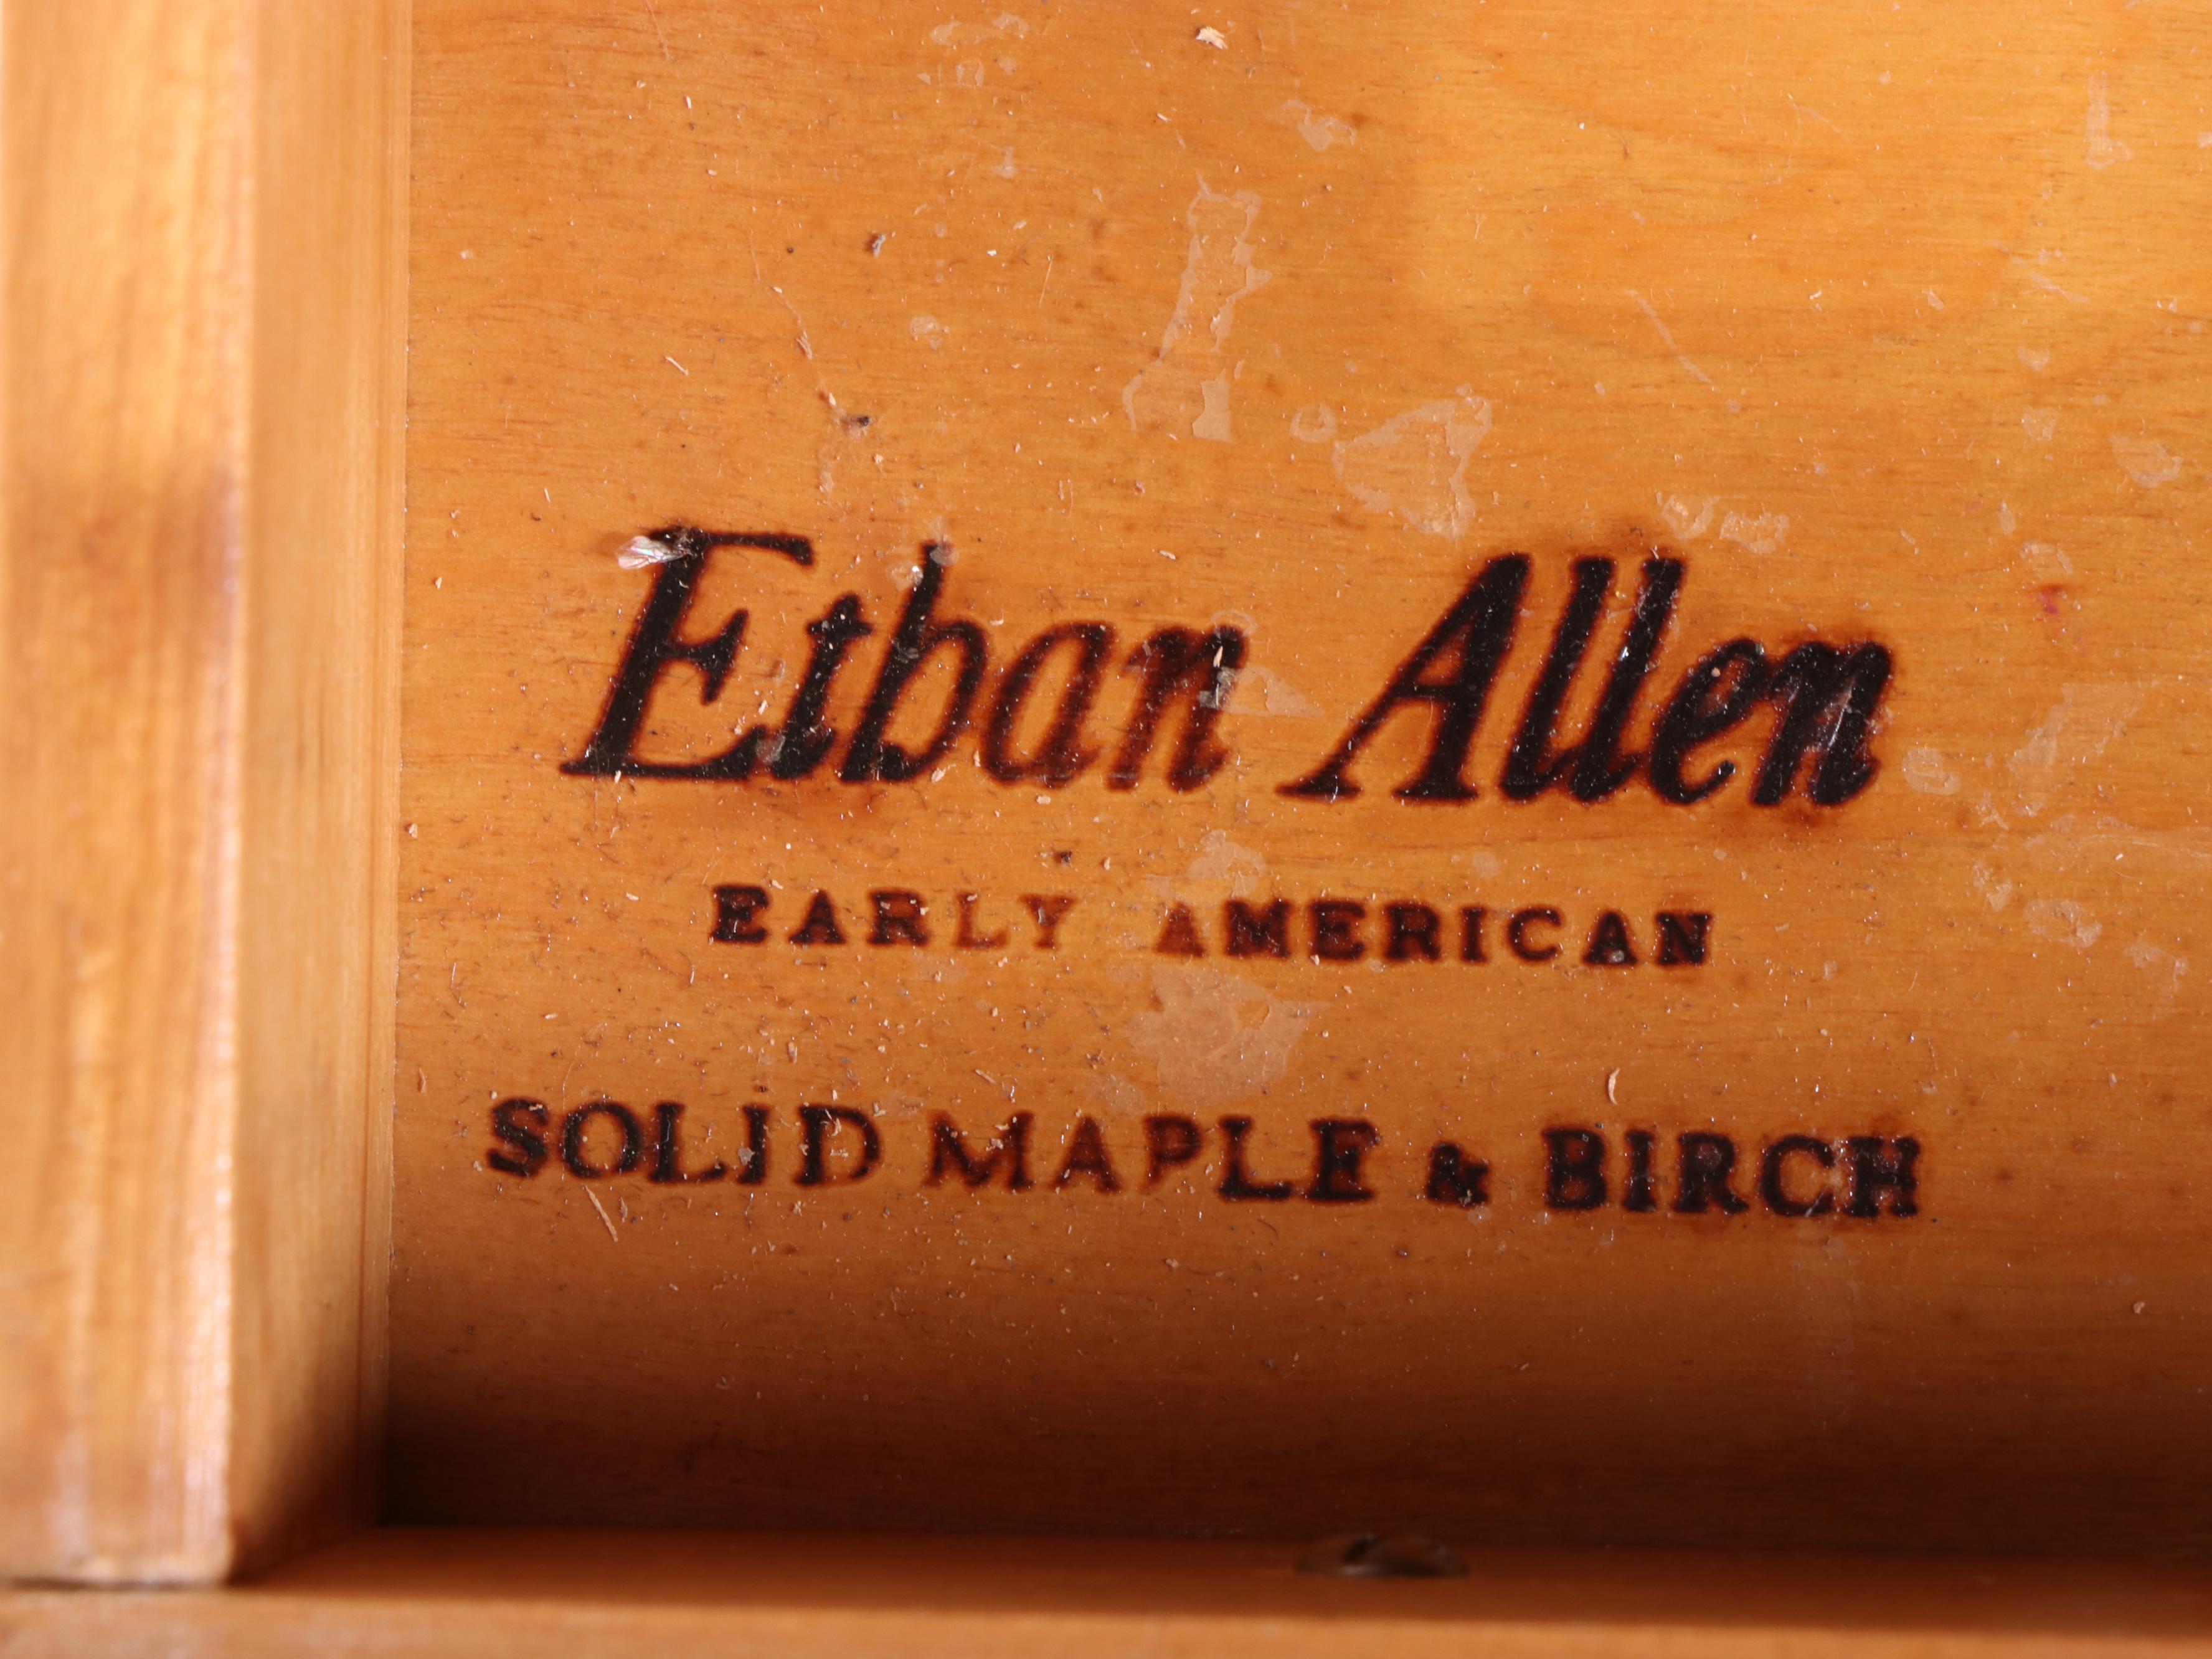 Ethan Allen
EARLY AMERICAN
SOLID MAPLE & BIRCH